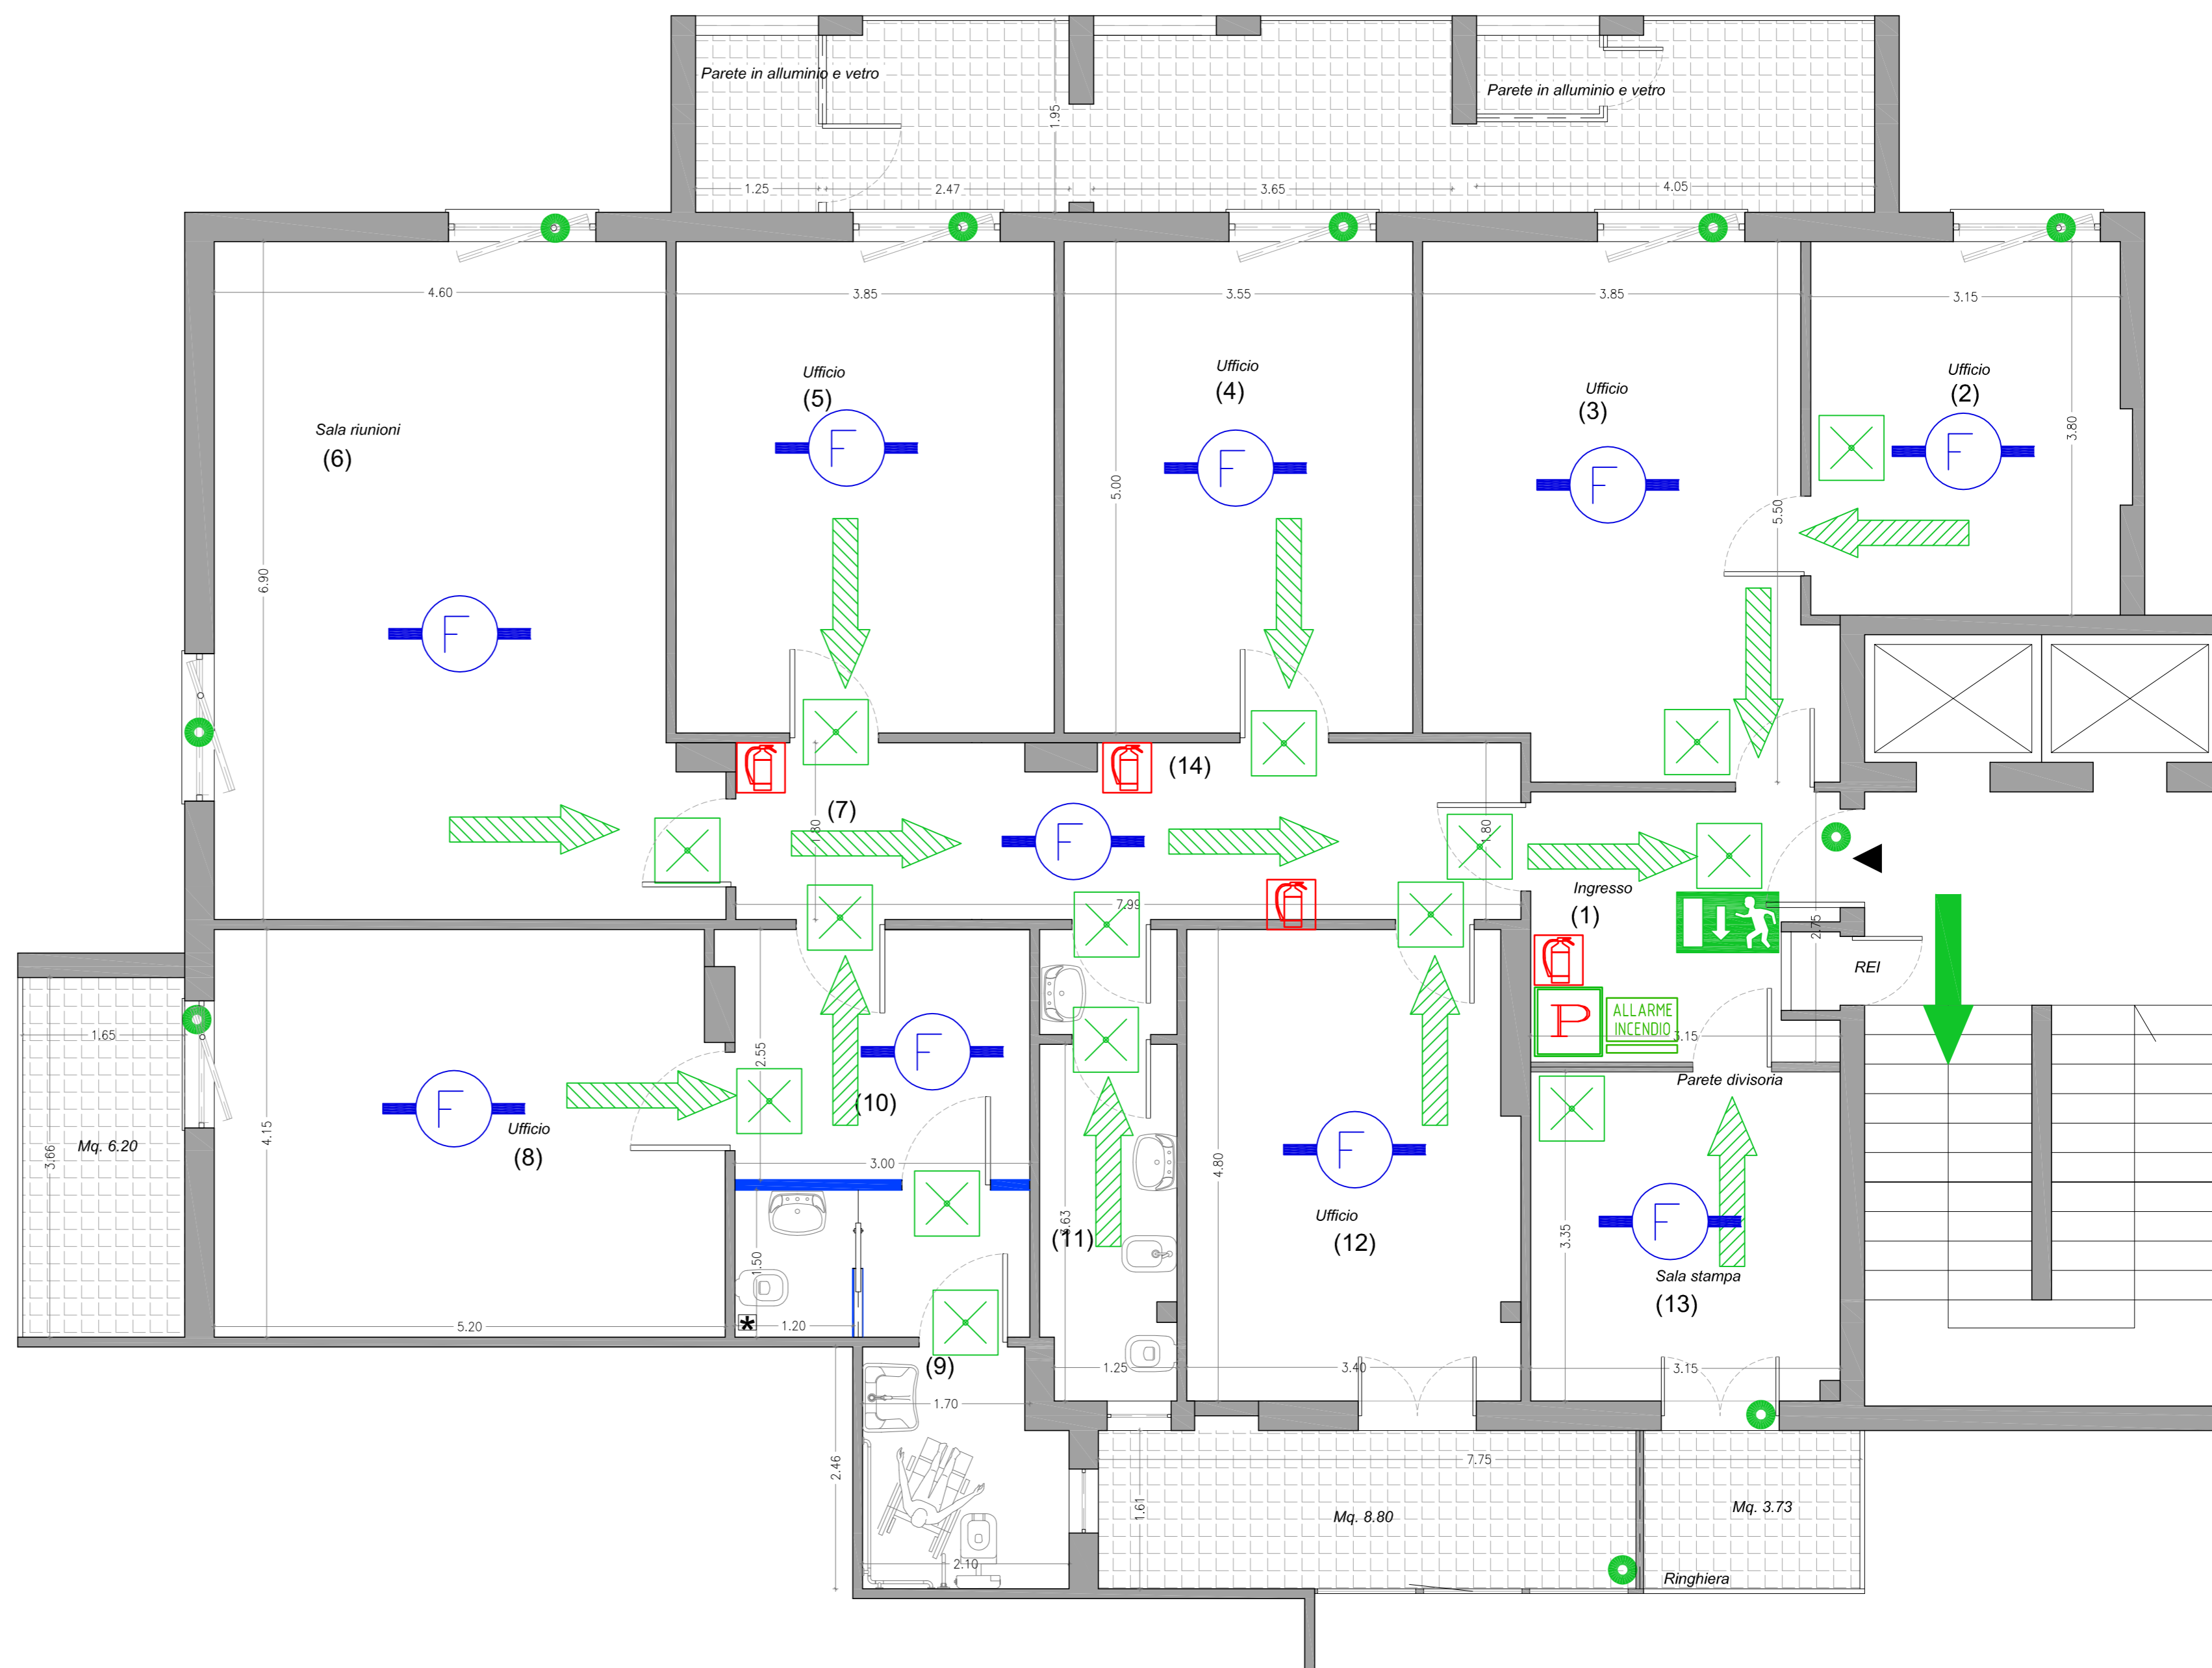 Parete in alluminio e vetro
Parete in alluminio e vetro
1.95
1.25
2.47
3.65
4.05
4.60
3.85
3.55
3.85
3.15
Ufficio
(5)
Ufficio
(4)
Ufficio
(3)
Ufficio
(2)
Sala riunioni
(6)
F
F
F
F
F
3.80
5.00
5.50
6.90
(14)
(7)
1.80
F
1.80
7.99
Ingresso
(1)
2.75
REI
P
ALLARME
INCENDIO
3.15
Parete divisoria
1.65
3.66
Mq. 6.20
4.15
F
Ufficio
(8)
5.20
2.55
F
(10)
3.00
1.50
*
1.20
(9)
1.70
2.46
2.10
(11)
1.25
4.80
F
Ufficio
(12)
3.40
3.35
F
Sala stampa
(13)
3.15
7.75
1.61
Mq. 8.80
Mq. 3.73
Ringhiera